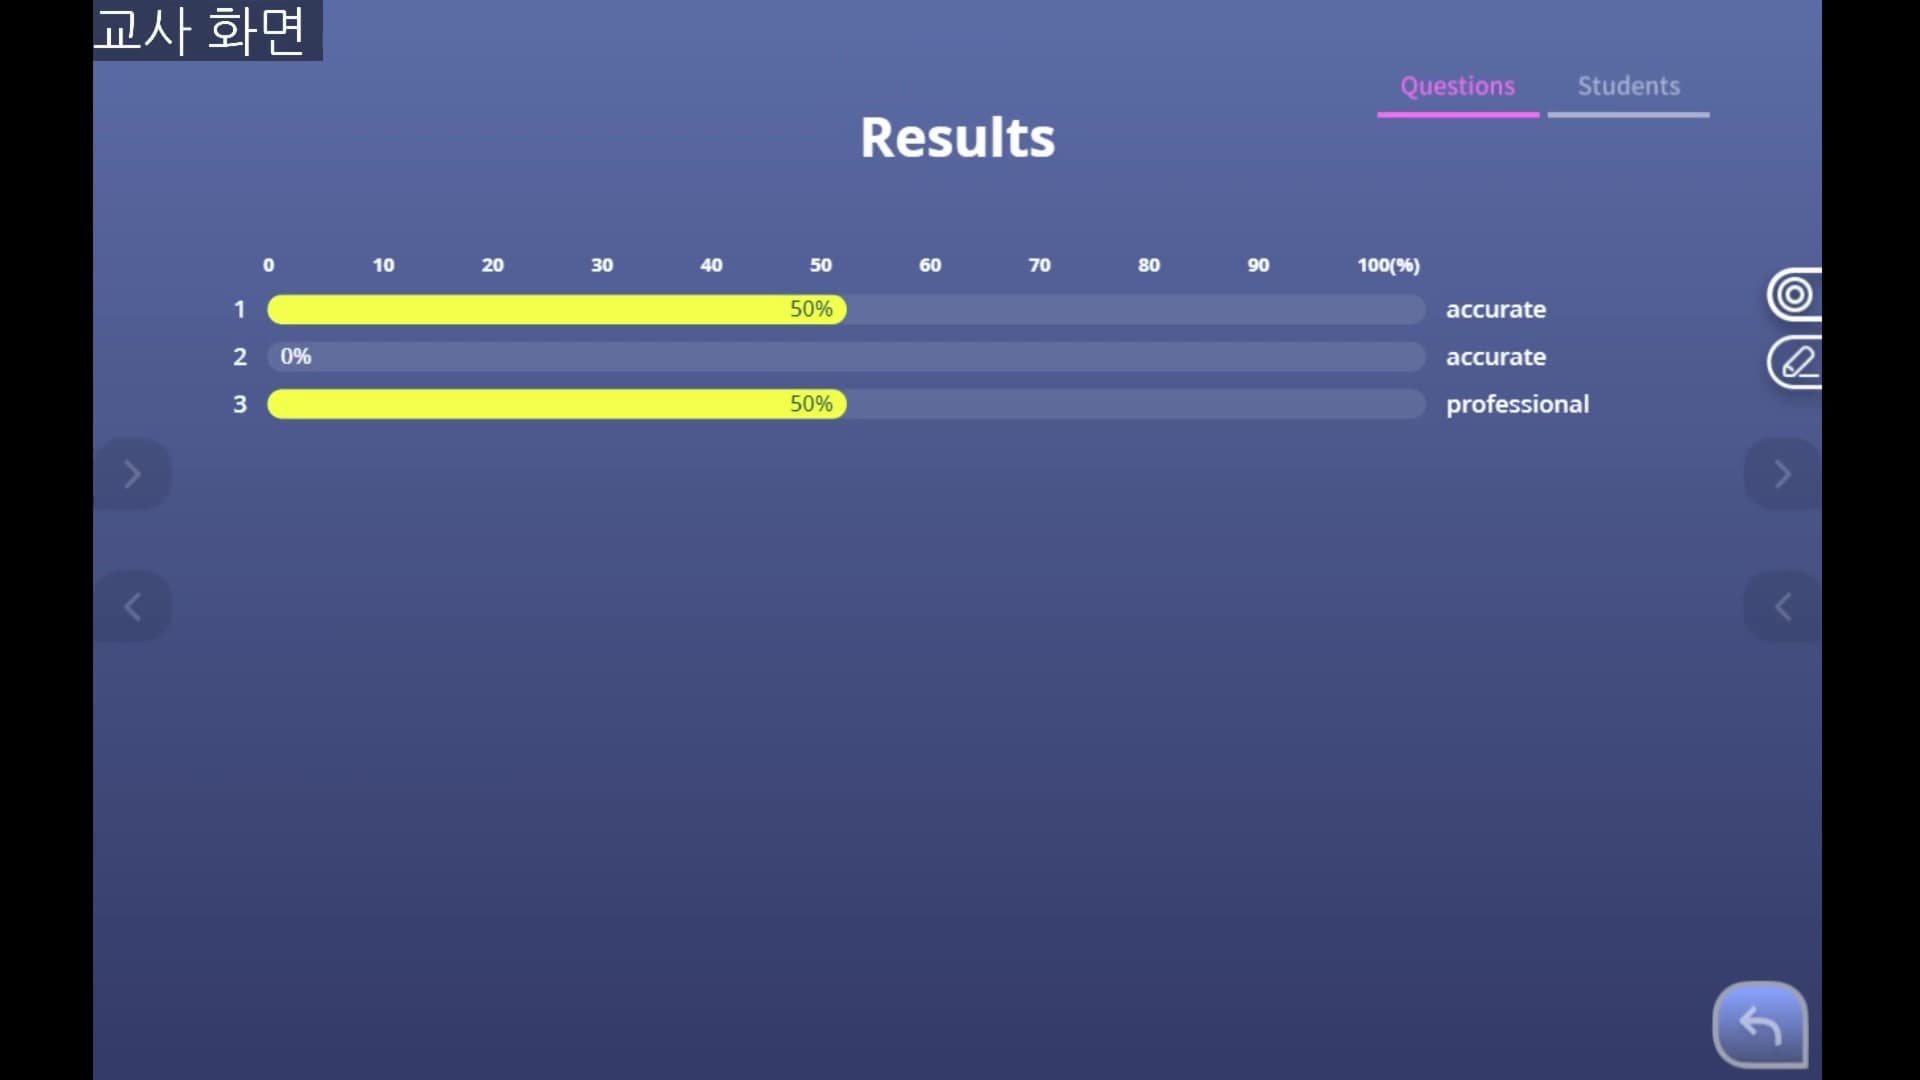 교사 화면
Questions Students
Results
0 10 20 30 40 50 60 70 80 90 100(%)
1 50% accurate
2 0% accurate
3 50% professional